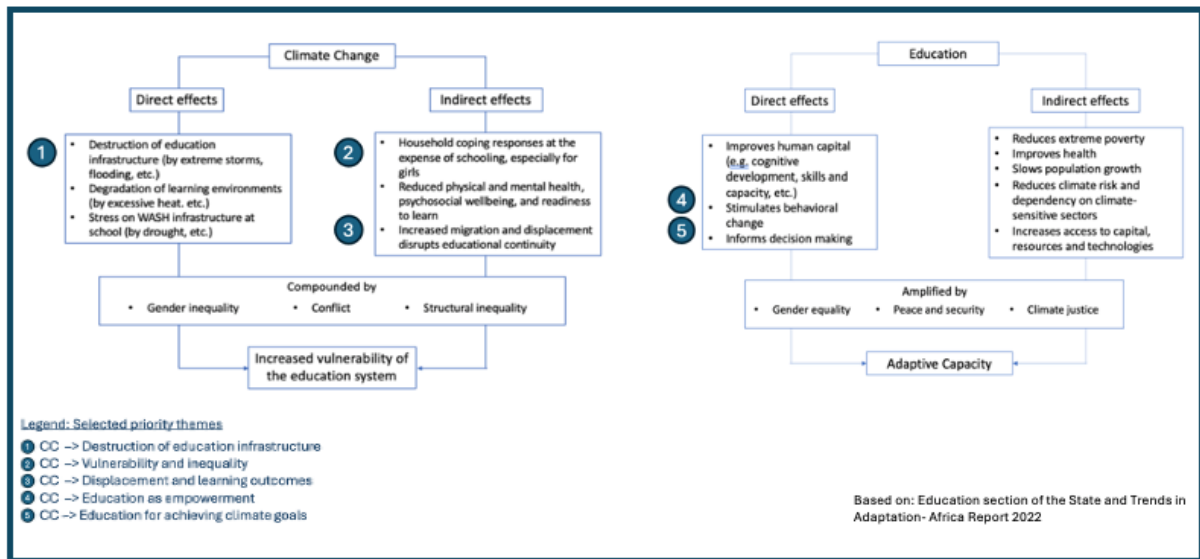 Climate Change
Direct effects
Indirect effects
1
• Destruction of education
infrastructure (by extreme storms,
flooding, etc.)
• Degradation of learning environments
(by excessive heat. etc.)
• Stress on WASH infrastructure at
school (by drought, etc.)
2
3
• Household coping responses at the
expense of schooling, especially for
girls
• Reduced physical and mental health,
psychosocial wellbeing, and readiness
to learn
• Increased migration and displacement
disrupts educational continuity
Compounded by
• Gender inequality • Conflict • Structural inequality
Increased vulnerability of
the education system
Education
Direct effects
Indirect effects
4
5
• Improves human capital
(e.g. cognitive
development, skills and
capacity, etc.)
• Stimulates behavioral
change
• Informs decision making
• Reduces extreme poverty
• Improves health
• Slows population growth
• Reduces climate risk and
dependency on climate-
sensitive sectors
• Increases access to capital,
resources and technologies
Amplified by
• Gender equality • Peace and security • Climate justice
Adaptive Capacity
Legend: Selected priority themes
1 CC –> Destruction of education infrastructure
2 CC –> Vulnerability and inequality
3 CC –> Displacement and learning outcomes
4 CC –> Education as empowerment
5 CC –> Education for achieving climate goals
Based on: Education section of the State and Trends in
Adaptation- Africa Report 2022